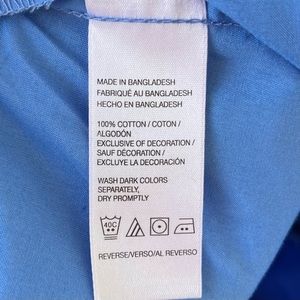 MADE IN BANGLADESH
FABRIQUÉ AU BANGLADESH
HECHO EN BANGLADESH
100% COTTON / COTON /
ALGODÓN
EXCLUSIVE OF DECORATION /
SAUF DÉCORATION /
EXCLUYE LA DECORACIÓN
WASH DARK COLORS
SEPARATELY,
DRY PROMPTLY
40C
REVERSE/VERSO/AL REVERSO